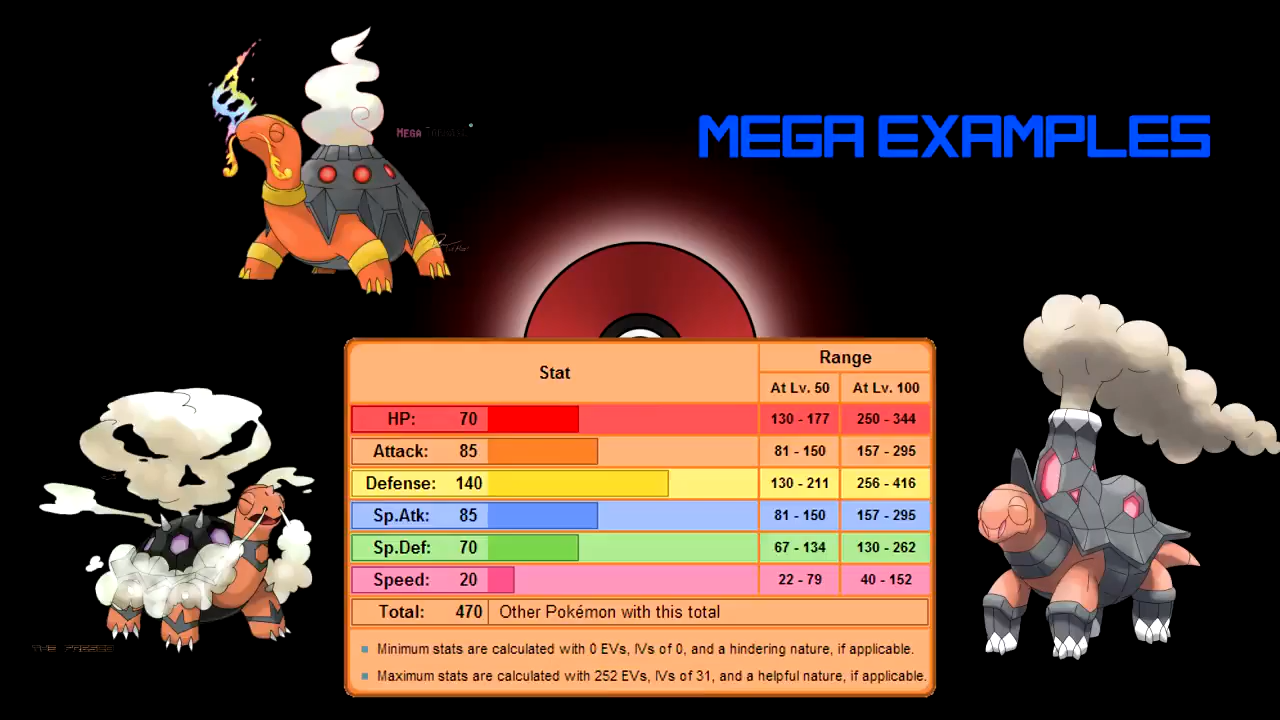 MEGA EXAMPLES
MEGA
Stat
Range
At Lv. 50 At Lv. 100
HP: 70 130 - 177 250 - 344
Attack: 85 81 - 150 157 - 295
Defense: 140 130 - 211 256 - 416
Sp.Atk: 85 81 - 150 157 - 295
Sp.Def: 70 67 - 134 130 - 262
Speed: 20 22 - 79 40 - 152
Total: 470 Other Pokémon with this total
Minimum stats are calculated with 0 EVs, IVs of 0, and a hindering nature, if applicable.
Maximum stats are calculated with 252 EVs, IVs of 31, and a helpful nature, if applicable.